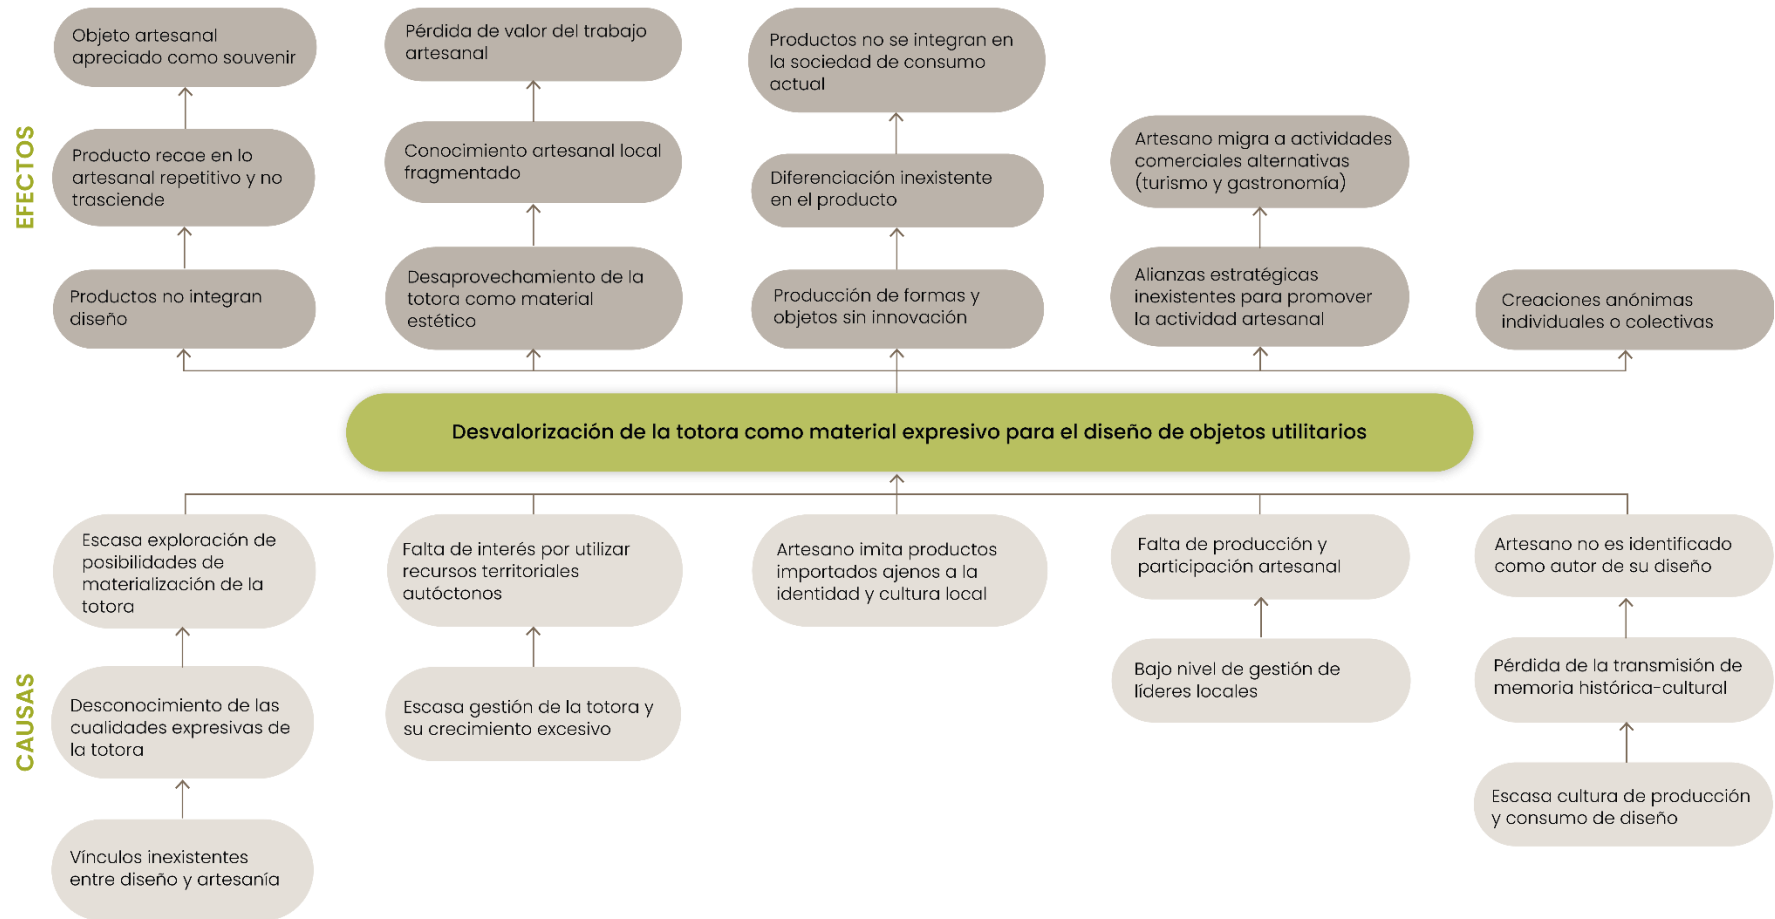 EFECTOS
Objeto artesanal
apreciado como souvenir
Pérdida de valor del trabajo
artesanal
Productos no se integran en
la sociedad de consumo
actual
Producto recae en lo
artesanal repetitivo y no
trasciende
Conocimiento artesanal local
fragmentado
Diferenciación inexistente
en el producto
Artesano migra a actividades
comerciales alternativas
(turismo y gastronomía)
Productos no integran
diseño
Desaprovechamiento de la
totora como material
estético
Producción de formas y
objetos sin innovación
Alianzas estratégicas
inexistentes para promover
la actividad artesanal
Creaciones anónimas
individuales o colectivas
Desvalorización de la totora como material expresivo para el diseño de objetos utilitarios
CAUSAS
Escasa exploración de
posibilidades de
materialización de la
totora
Falta de interés por utilizar
recursos territoriales
autóctonos
Artesano imita productos
importados ajenos a la
identidad y cultura local
Falta de producción y
participación artesanal
Artesano no es identificado
como autor de su diseño
Desconocimiento de las
cualidades expresivas de
la totora
Escasa gestión de la totora y
su crecimiento excesivo
Bajo nivel de gestión de
líderes locales
Pérdida de la transmisión de
memoria histórica-cultural
Vínculos inexistentes
entre diseño y artesanía
Escasa cultura de producción
y consumo de diseño